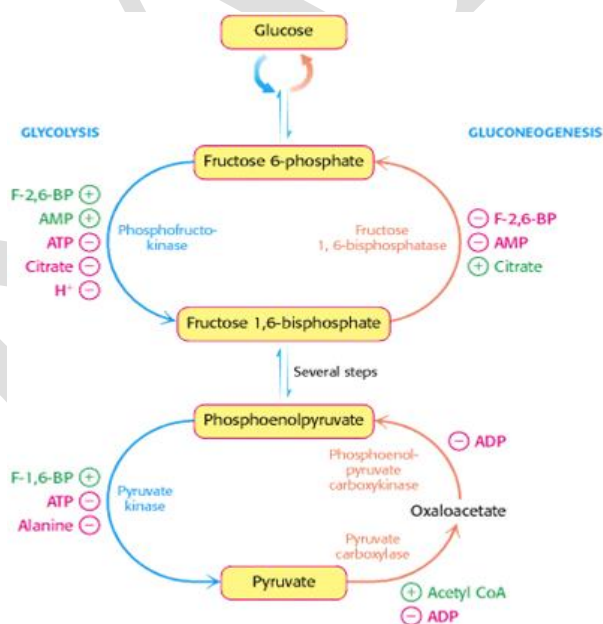 Glucose
GLYCOLYSIS
GLUCONEOGENESIS
Fructose 6-phosphate
F-2,6-BP +
AMP +
ATP −
Citrate −
H⁺ −
Phosphofructo-
kinase
Fructose
1, 6-bisphosphatase
− F-2,6-BP
− AMP
+ Citrate
Fructose 1,6-bisphosphate
Several steps
Phosphoenolpyruvate
F-1,6-BP +
ATP −
Alanine −
Pyruvate
kinase
Phosphoenol-
pyruvate
carboxykinase
− ADP
Oxaloacetate
Pyruvate
carboxylase
Pyruvate
+ Acetyl CoA
− ADP